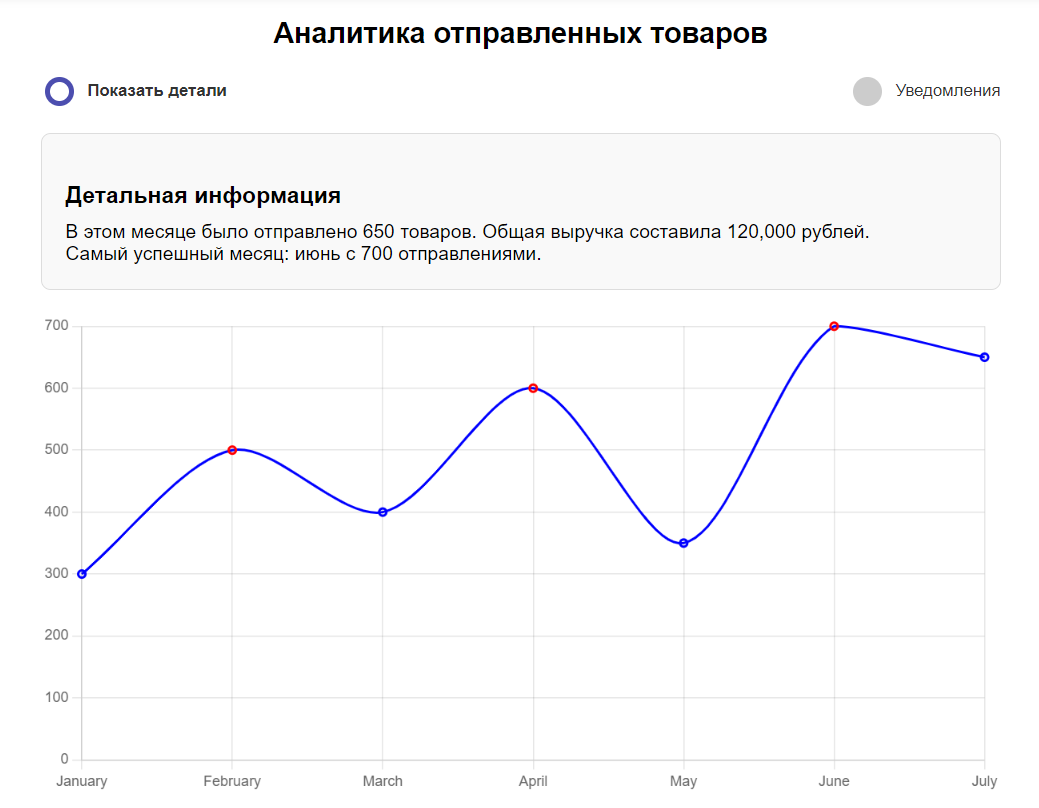 Аналитика отправленных товаров
Показать детали
Уведомления
Детальная информация
В этом месяце было отправлено 650 товаров. Общая выручка составила 120,000 рублей.
Самый успешный месяц: июнь с 700 отправлениями.
700
600
500
400
300
200
100
0
January February March April May June July